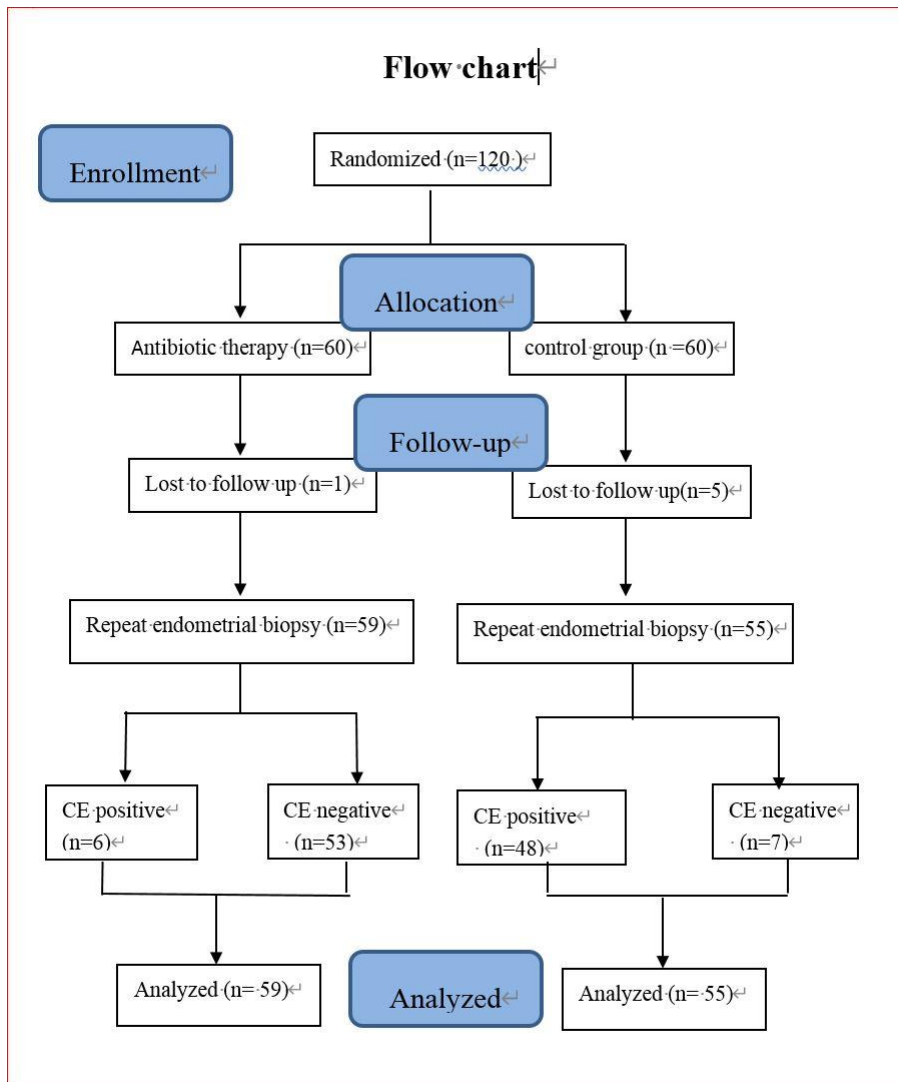 Flow chart
Enrollment
Randomized (n=120 )
Allocation
Antibiotic therapy (n=60)
control group (n =60)
Follow-up
Lost to follow up (n=1)
Lost to follow up(n=5)
Repeat endometrial biopsy (n=59)
Repeat endometrial biopsy (n=55)
CE positive
(n=6)
CE negative
(n=53)
CE positive
(n=48)
CE negative
(n=7)
Analyzed (n= 59)
Analyzed
Analyzed (n= 55)